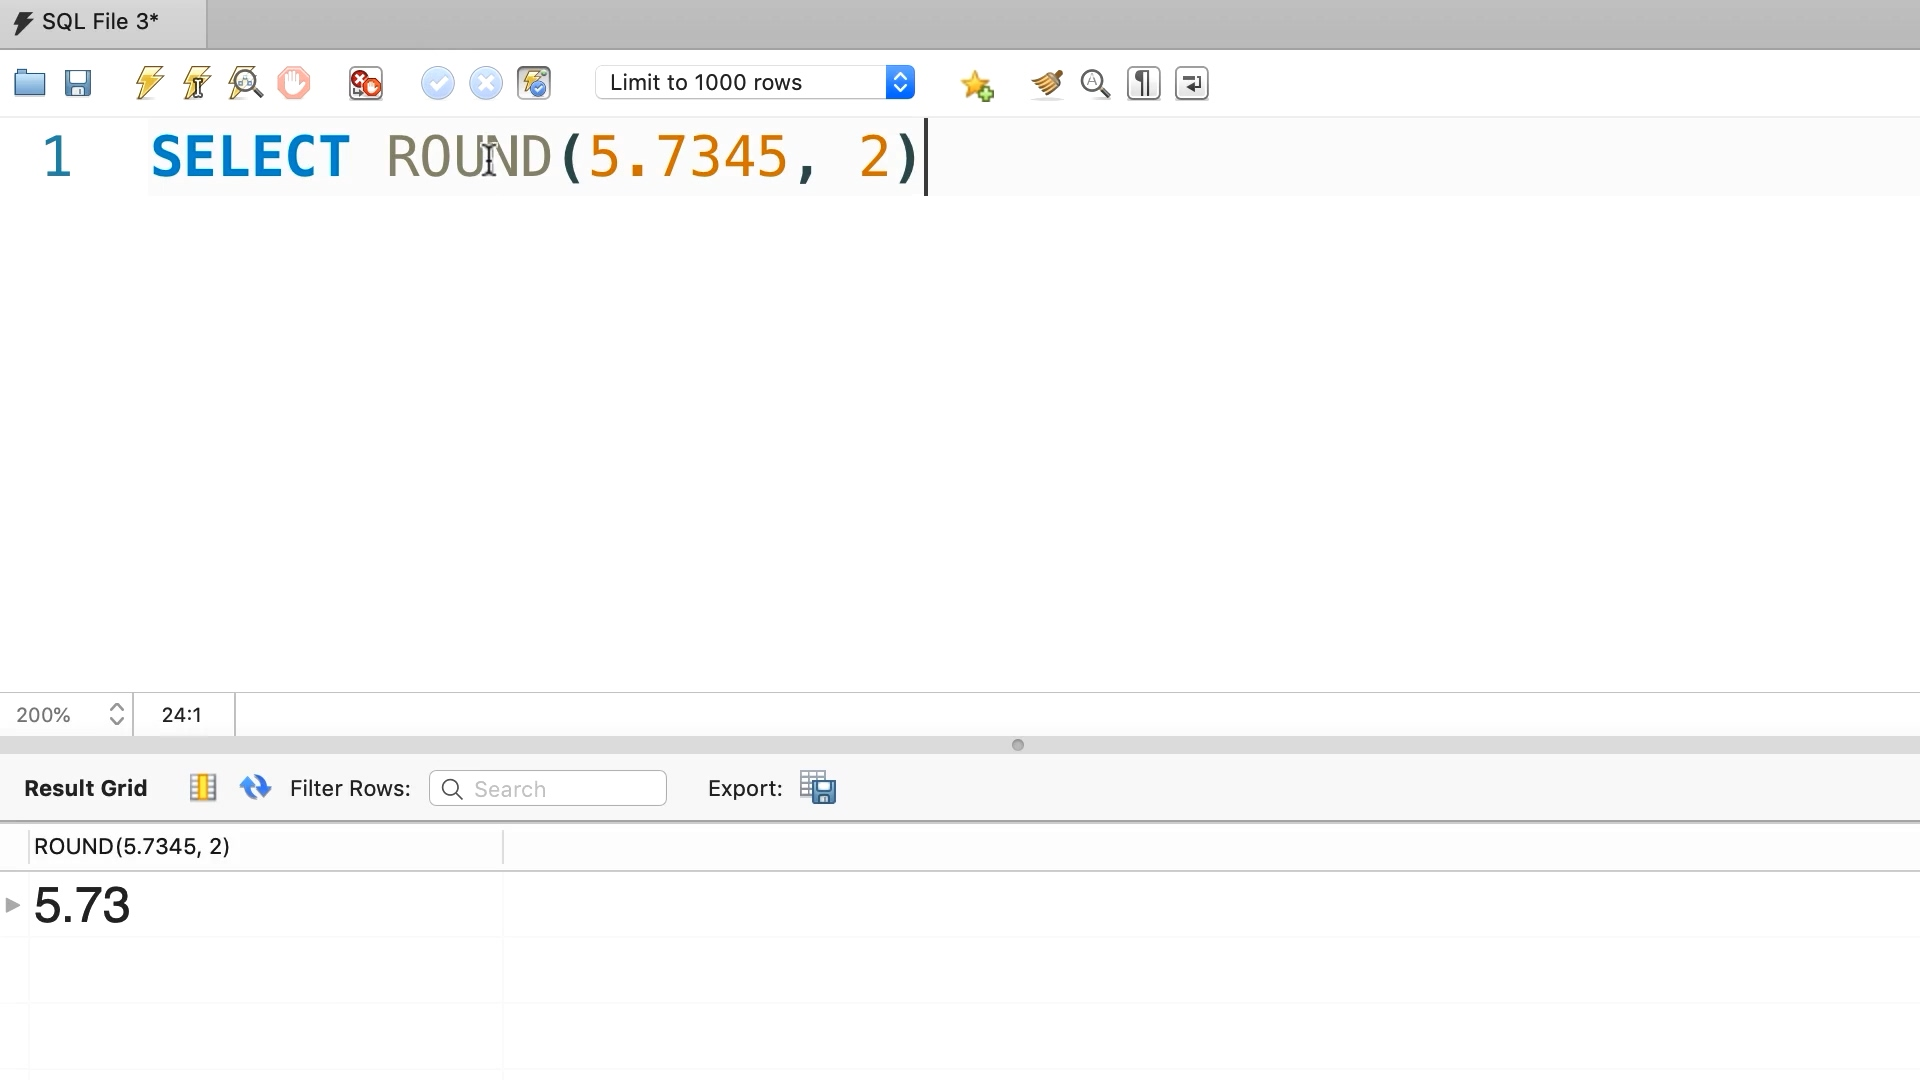 SQL File 3*
Limit to 1000 rows
1 SELECT ROUND(5.7345, 2)
200% 24:1
Result Grid Filter Rows: Search Export:
ROUND(5.7345, 2)
5.73